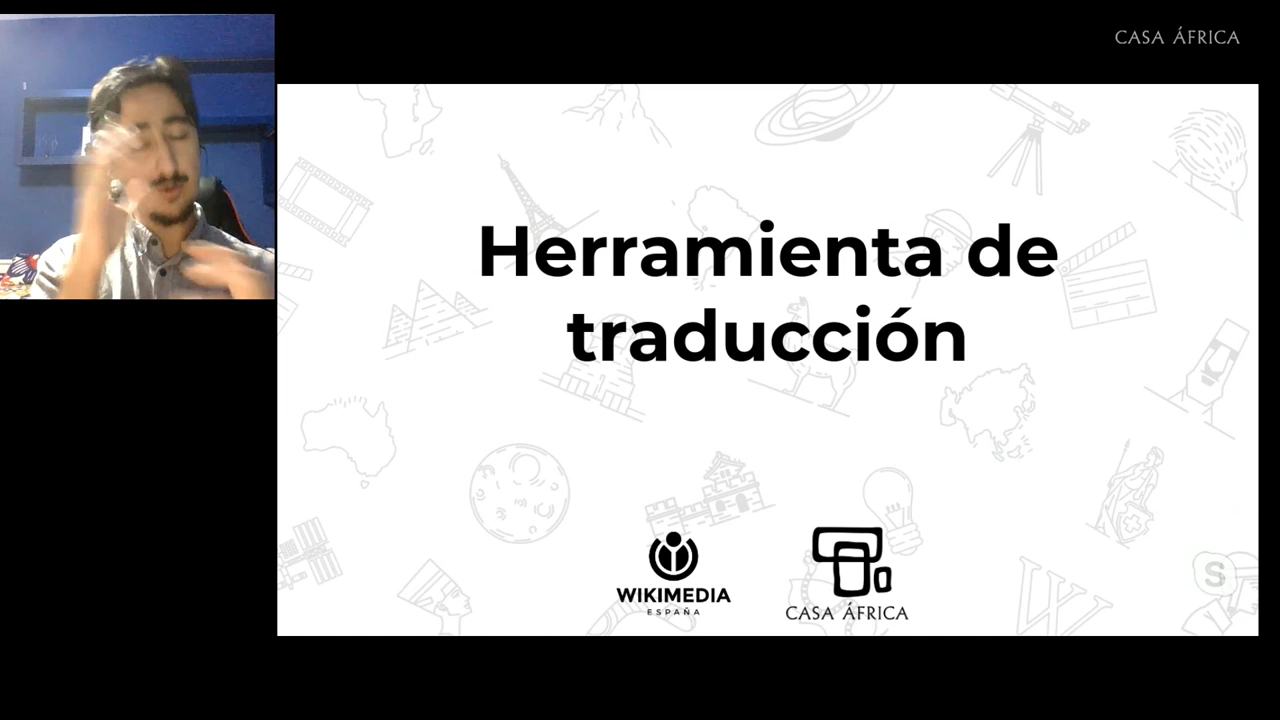 CASA ÁFRICA
Herramienta de
traducción
WIKIMEDIA
ESPAÑA
CASA ÁFRICA
W
S